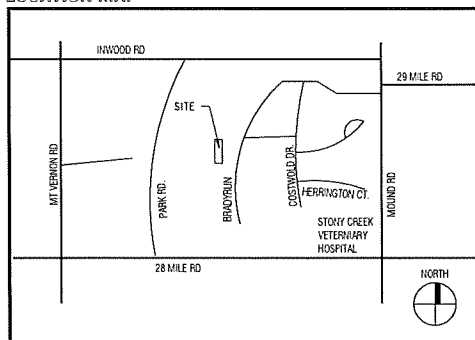 LOCATION MAP
INWOOD RD
29 MILE RD
SITE
MT VERNON RD
PARK RD.
BRADYRUN
COSTWOLD DR.
MOUND RD
HERRINGTON CT.
STONY CREEK
VETERNIARY
HOSPITAL
28 MILE RD
NORTH